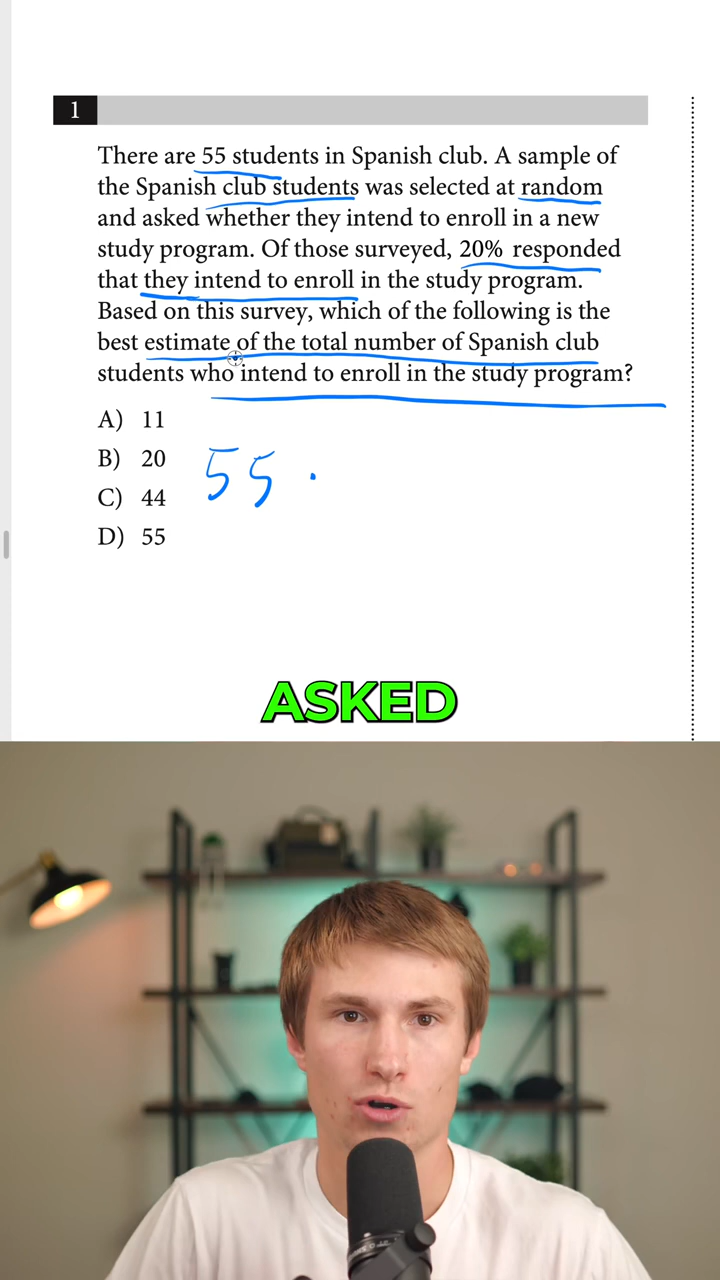 1
There are 55 students in Spanish club. A sample of
the Spanish club students was selected at random
and asked whether they intend to enroll in a new
study program. Of those surveyed, 20% responded
that they intend to enroll in the study program.
Based on this survey, which of the following is the
best estimate of the total number of Spanish club
students who intend to enroll in the study program?
A) 11
B) 20
C) 44
D) 55
55 ·
ASKED